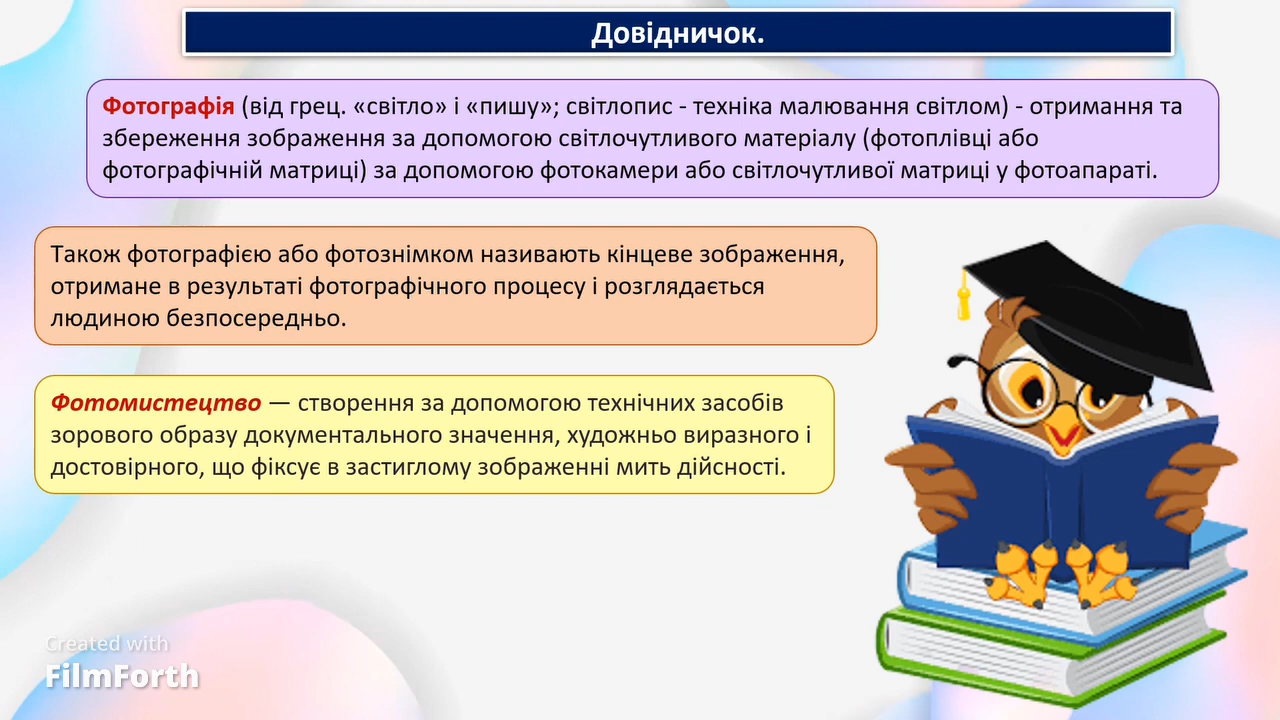 Довідничок.
Фотографія (від грец. «світло» і «пишу»; світлопис - техніка малювання світлом) - отримання та
збереження зображення за допомогою світлочутливого матеріалу (фотоплівці або
фотографічній матриці) за допомогою фотокамери або світлочутливої матриці у фотоапараті.
Також фотографією або фотознімком називають кінцеве зображення,
отримане в результаті фотографічного процесу і розглядається
людиною безпосередньо.
Фотомистецтво — створення за допомогою технічних засобів
зорового образу документального значення, художньо виразного і
достовірного, що фіксує в застиглому зображенні мить дійсності.
Created with
FilmForth